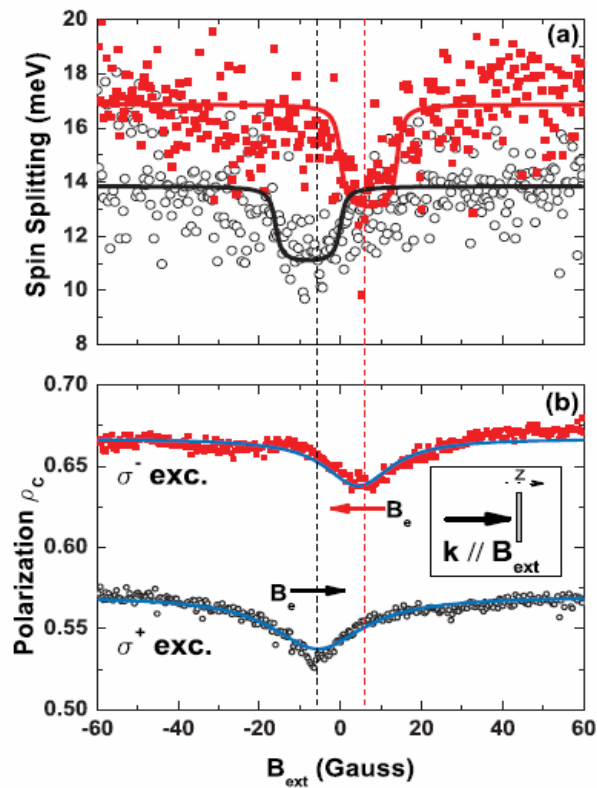 (a)
Spin Splitting (meV)
20
18
16
14
12
10
8
(b)
Polarization ρC
0.70
0.65
0.60
0.55
0.50
σ- exc.
Be
z
k // Bext
Be
σ+ exc.
-60 -40 -20 0 20 40 60
Bext (Gauss)